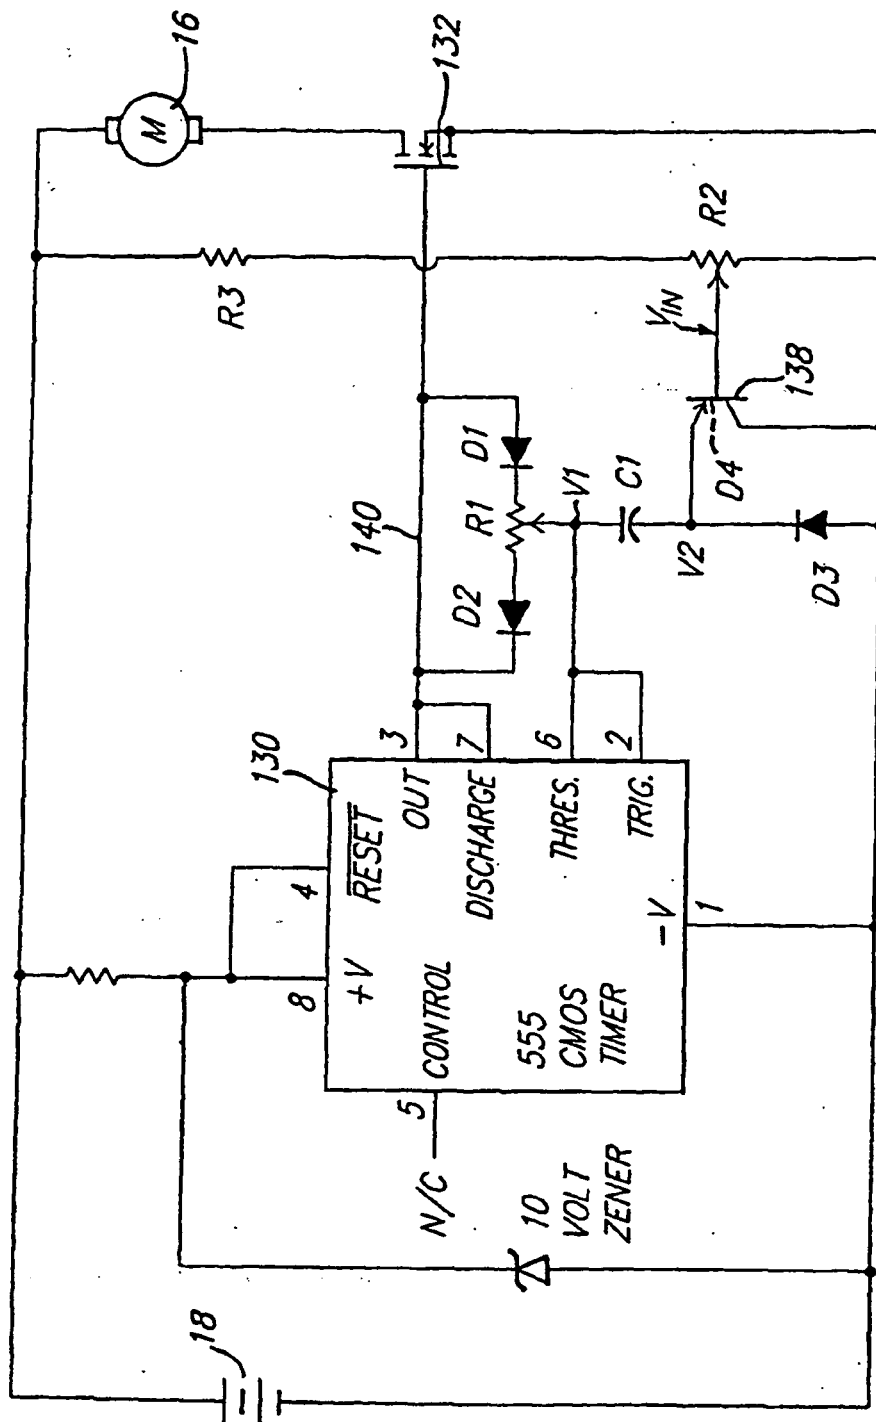 18
N/C
10
VOLT
ZENER
5
CONTROL
8
+V
4
RESET
130
3
OUT
7
DISCHARGE
6
THRES.
2
TRIG.
555
CMOS
TIMER
-V
1
140
D2
R1
D1
V1
C1
V2
D3
D4
138
VIN
R2
R3
132
16
M